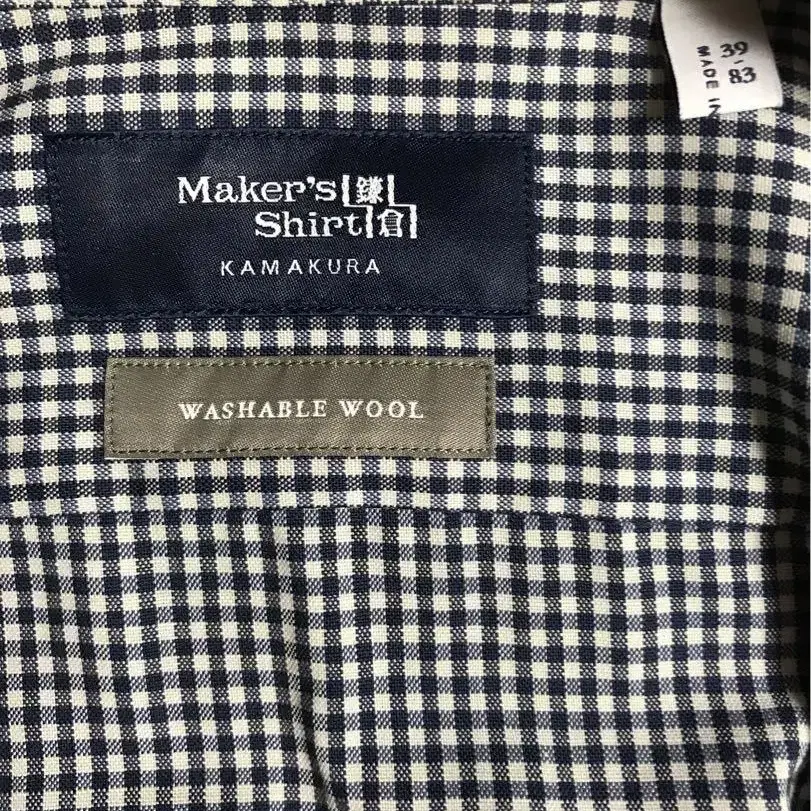 39-83
MADE IN
Maker's 鎌
Shirt 倉
KAMAKURA
WASHABLE WOOL